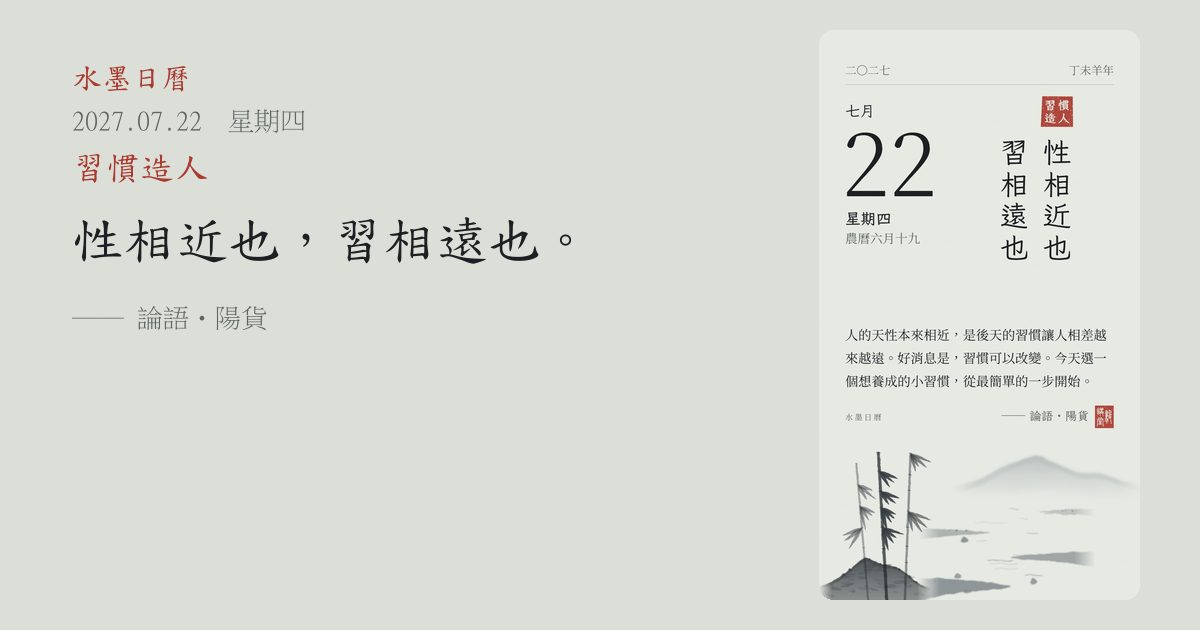 水墨日曆
2027.07.22 星期四
習慣造人
性相近也，習相遠也。
—— 論語・陽貨
二〇二七
丁未羊年
七月
22
星期四
農曆六月十九
習慣造人
性相近也
習相遠也
人的天性本來相近，是後天的習慣讓人相差越
來越遠。好消息是，習慣可以改變。今天選一
個想養成的小習慣，從最簡單的一步開始。
水墨日曆
—— 論語・陽貨